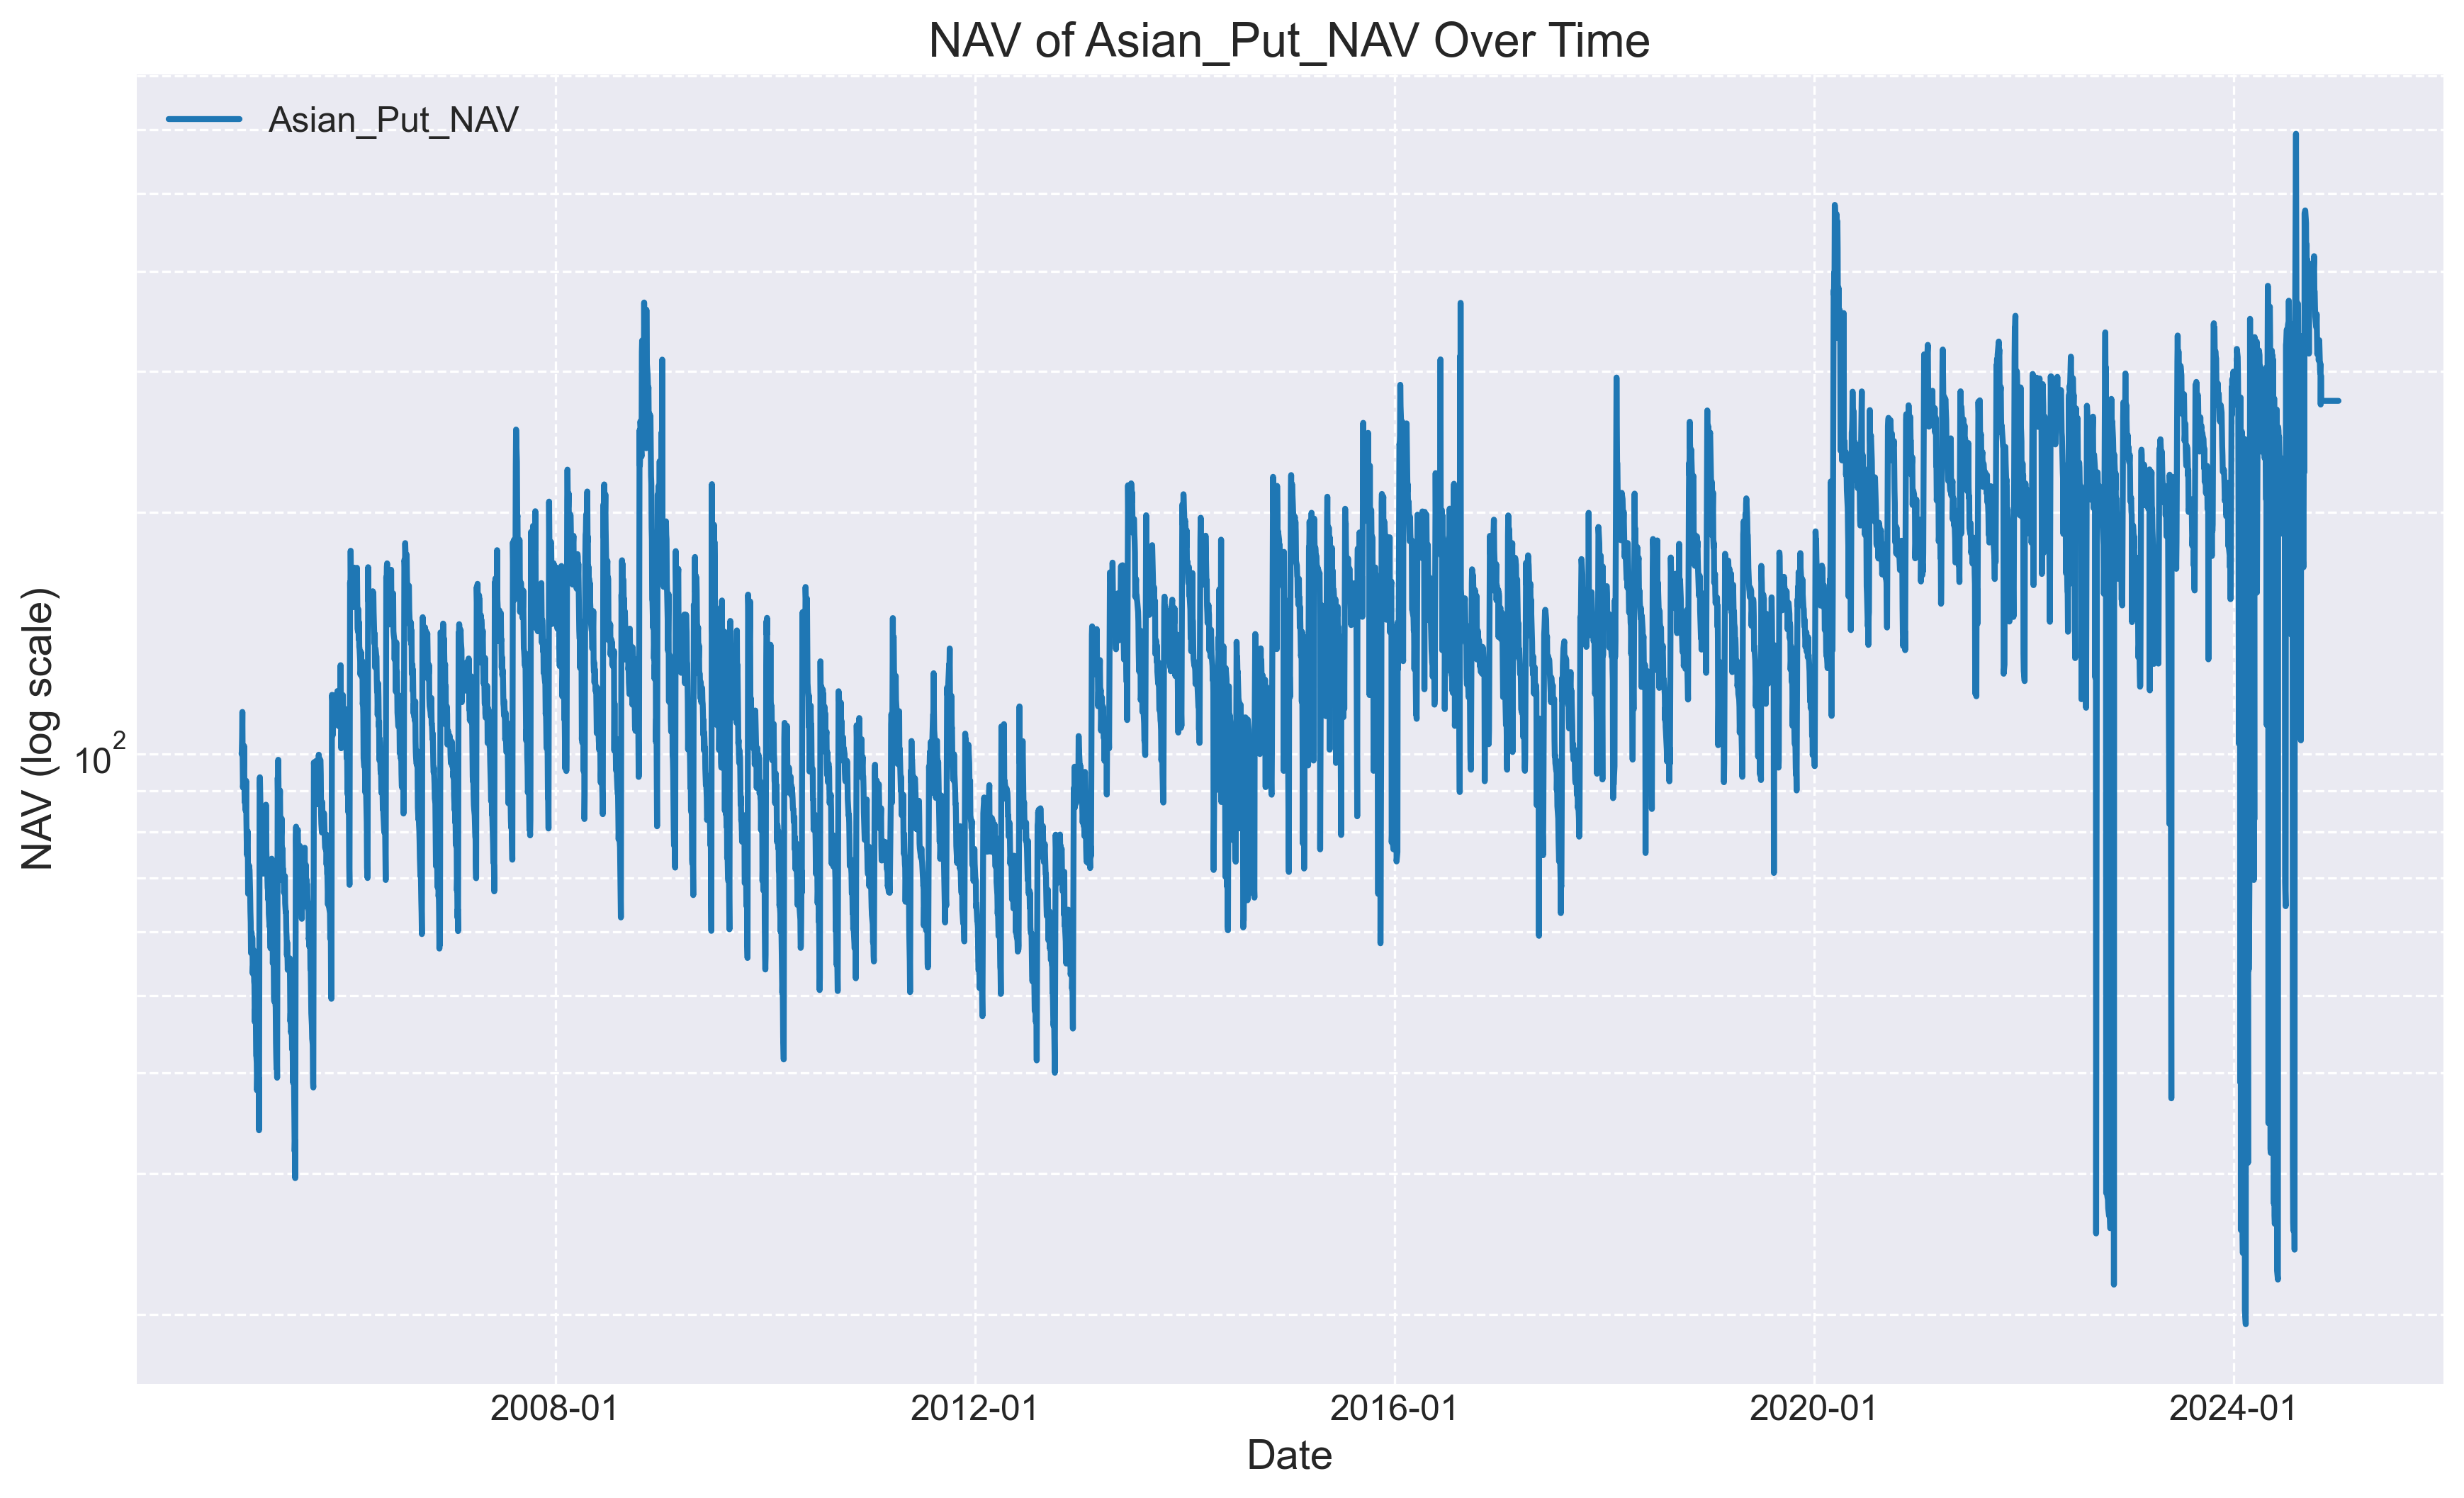 NAV of Asian_Put_NAV Over Time
Asian_Put_NAV
NAV (log scale)
10²
2008-01
2012-01
2016-01
2020-01
2024-01
Date